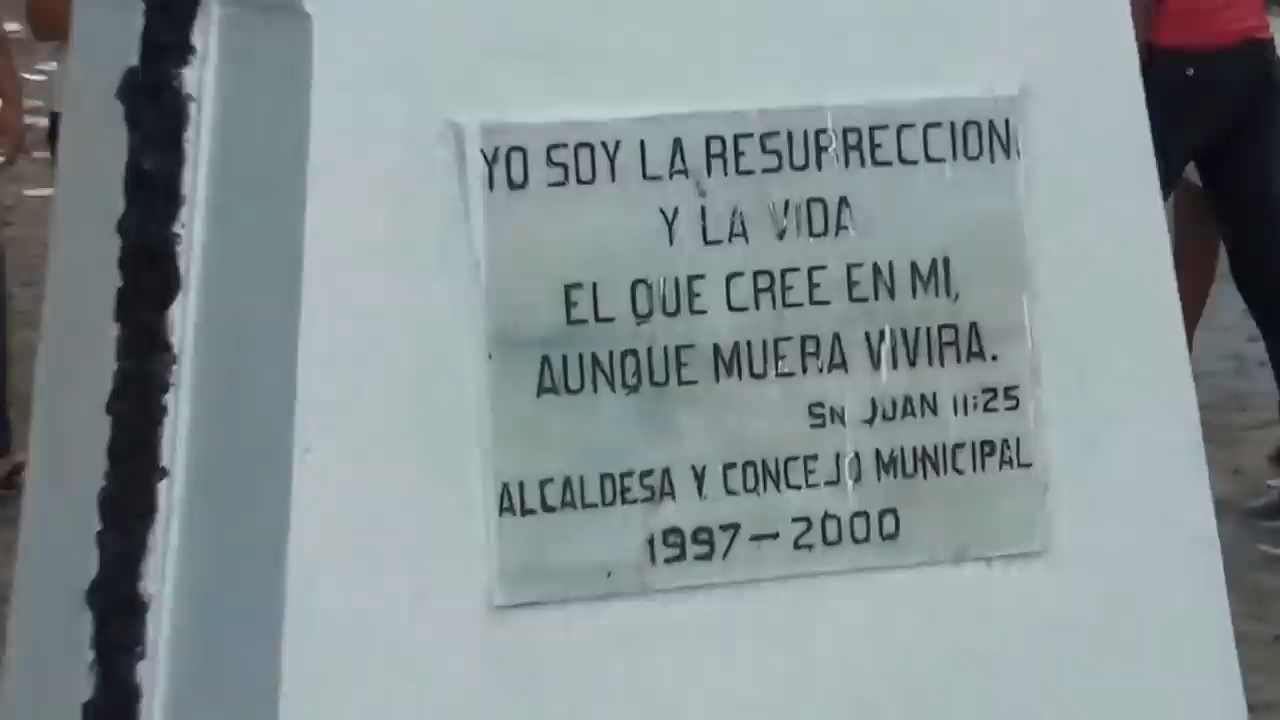 YO SOY LA RESURRECCION
Y LA VIDA
EL QUE CREE EN MI,
AUNQUE MUERA VIVIRA.
SN JUAN 11:25
ALCALDESA Y CONCEJO MUNICIPAL
1997-2000